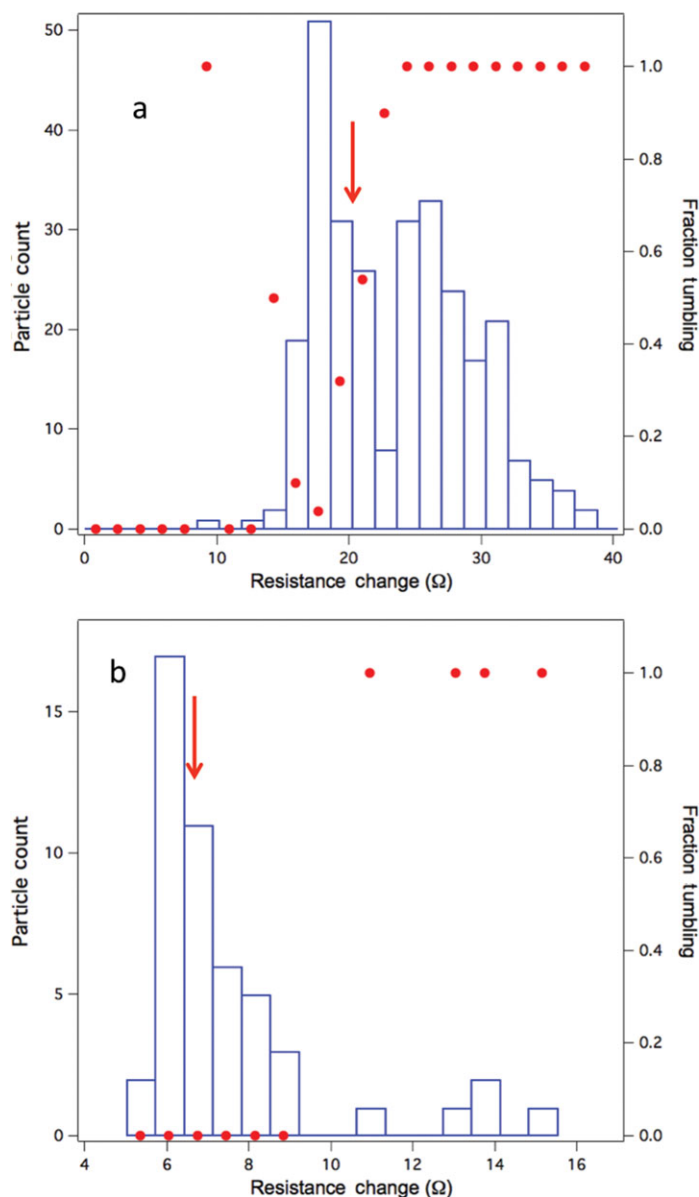 a
50
40
30
20
10
0
Particle count
1.0
0.8
0.6
0.4
0.2
0.0
Fraction tumbling
0 10 20 30 40
Resistance change (Ω)
b
15
10
5
0
Particle count
1.0
0.8
0.6
0.4
0.2
0.0
Fraction tumbling
4 6 8 10 12 14 16
Resistance change (Ω)